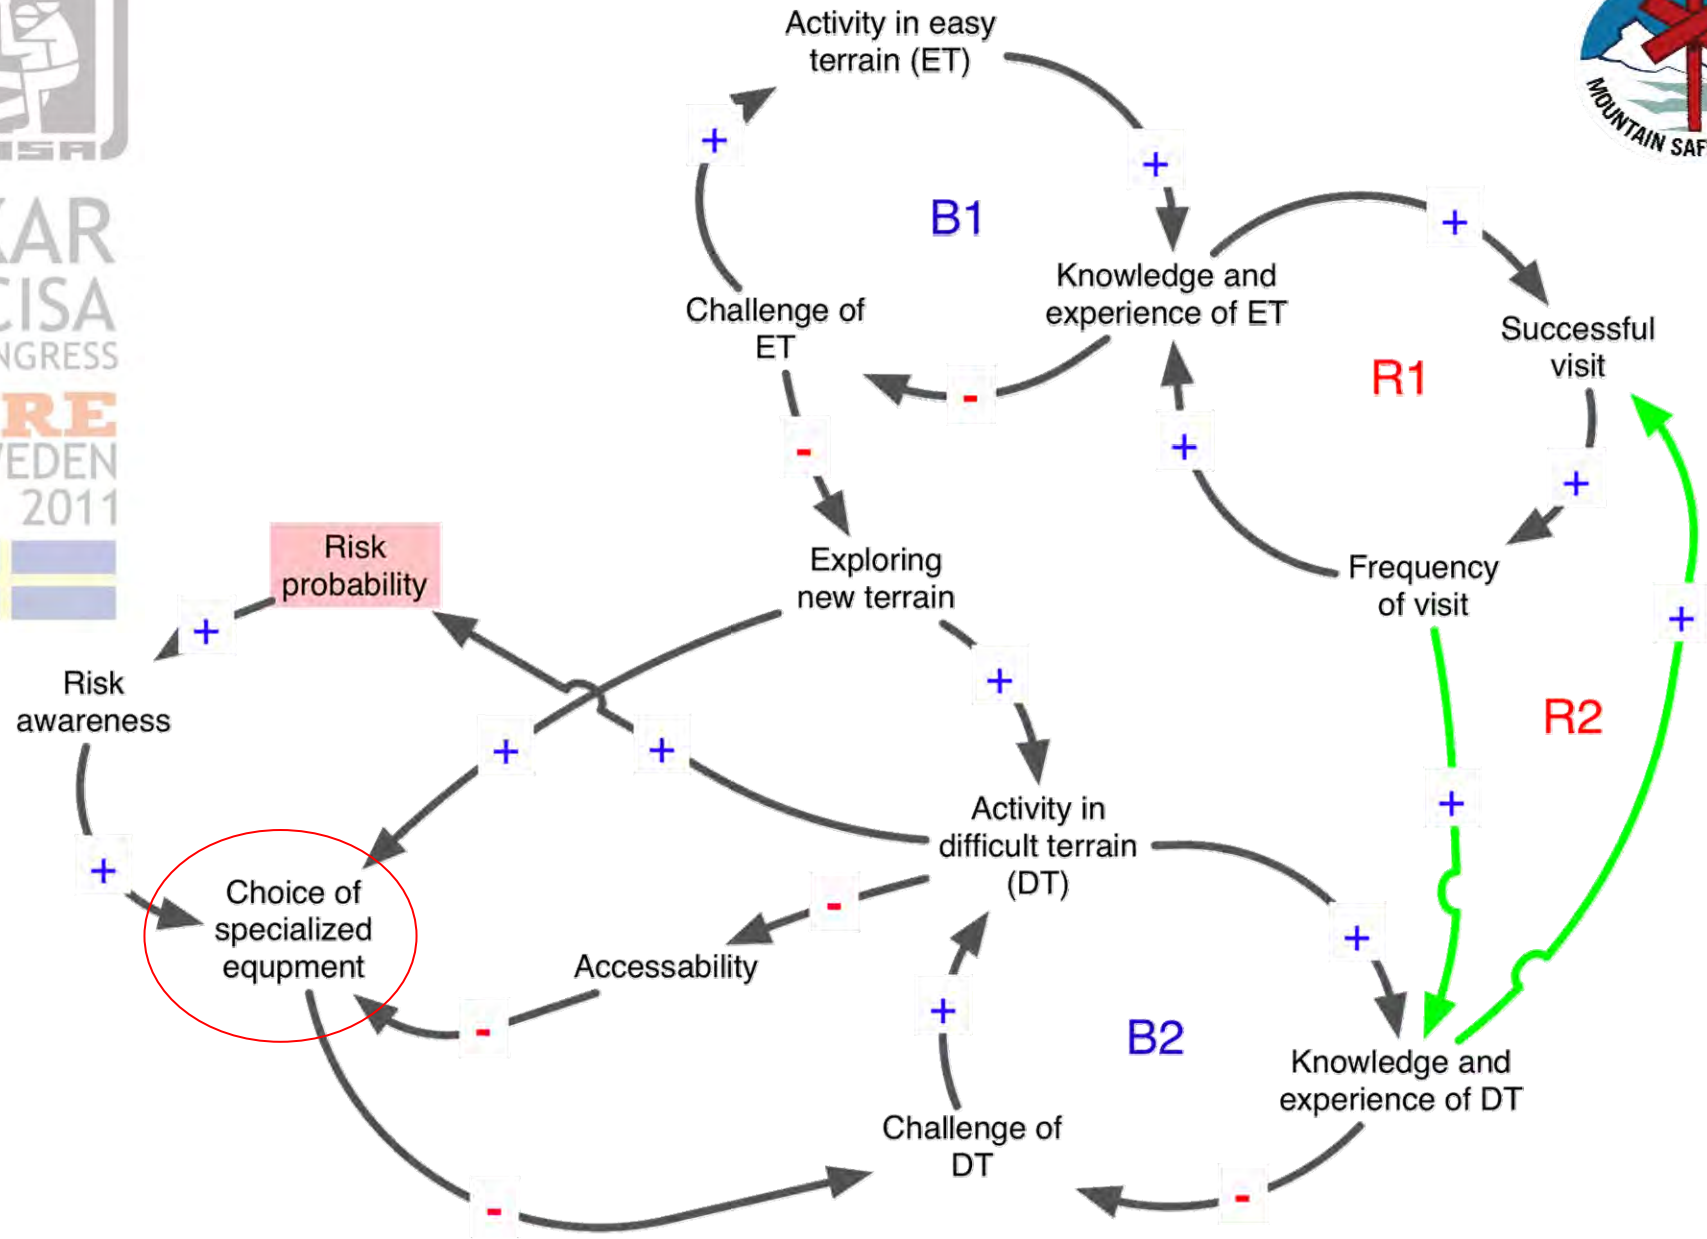 Activity in easy
terrain (ET)
+
+
B1
+
Knowledge and
experience of ET
Challenge of
ET
Successful
visit
R1
-
-
+
+
MOUNTAIN
ISA
KAR
CISA
NGRESS
RE
EDEN
2011
Exploring
new terrain
Frequency
of visit
Risk
probability
+
+
Risk
awareness
+
R2
+
+
+
Activity in
difficult terrain
(DT)
+
Choice of
specialized
equpment
-
+
Accessability
-
+
B2
Knowledge and
experience of DT
Challenge of
DT
-
-